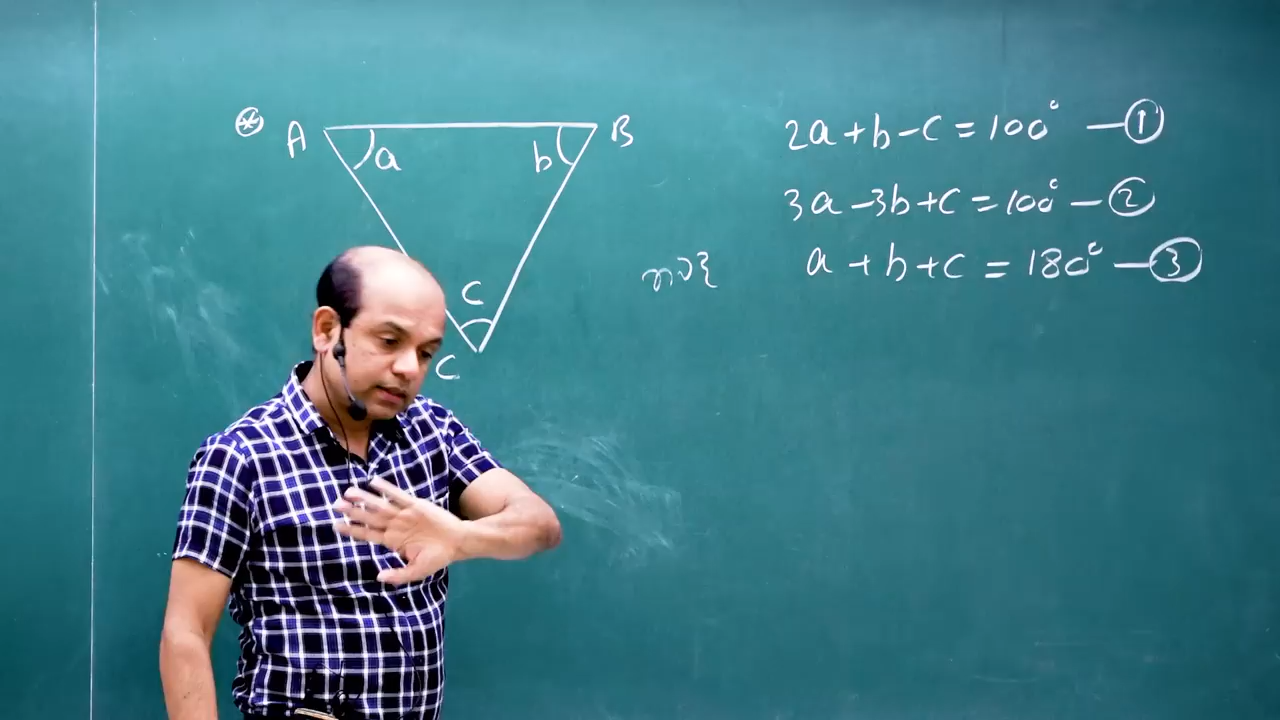 A B
a b
c
C
2a + b - c = 100° — ①
3a - 3b + c = 100° — ②
a + b + c = 180° — ③